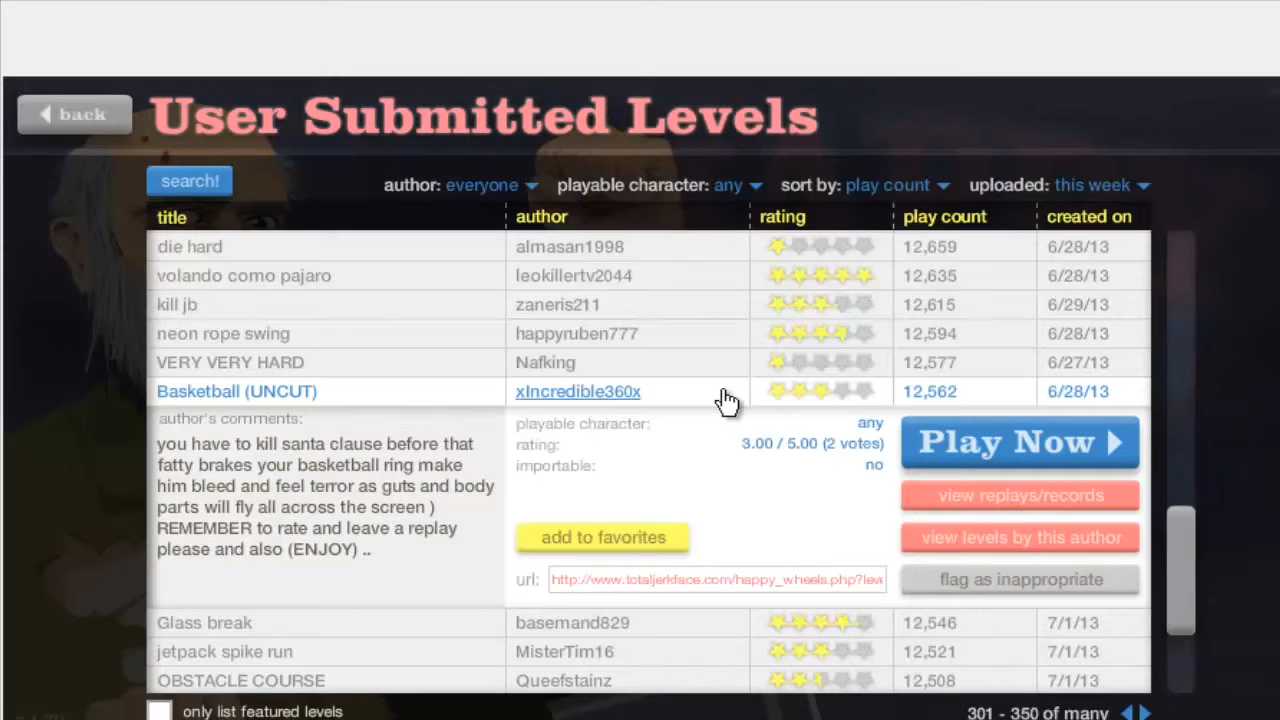 back
User Submitted Levels
search!
author: everyone playable character: any sort by: play count uploaded: this week
title author rating play count created on
die hard almasan1998 12,659 6/28/13
volando como pajaro leokillertv2044 12,635 6/28/13
kill jb zaneris211 12,615 6/29/13
neon rope swing happyruben777 12,594 6/28/13
VERY VERY HARD Nafking 12,577 6/27/13
Basketball (UNCUT) xIncredible360x 12,562 6/28/13
author's comments:
you have to kill santa clause before that
fatty brakes your basketball ring make
him bleed and feel terror as guts and body
parts will fly all across the screen )
REMEMBER to rate and leave a replay
please and also (ENJOY) ..
playable character: any
rating: 3.00 / 5.00 (2 votes)
importable: no
add to favorites
url: http://www.totaljerkface.com/happy_wheels.php?leve
Play Now
view replays/records
view levels by this author
flag as inappropriate
Glass break basemand829 12,546 7/1/13
jetpack spike run MisterTim16 12,521 7/1/13
OBSTACLE COURSE Queefstainz 12,508 7/1/13
only list featured levels
301 - 350 of many